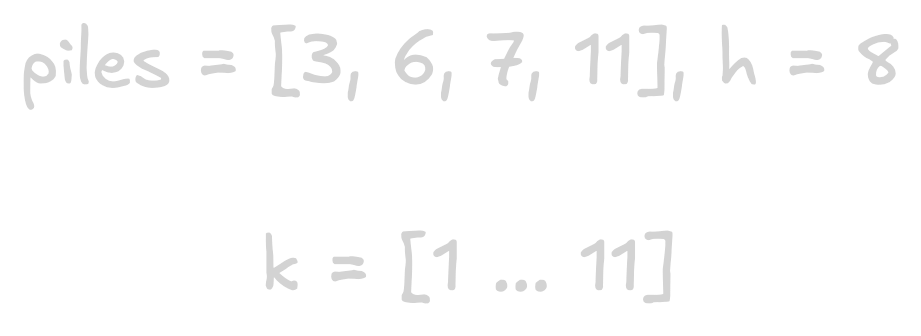 piles = [3, 6, 7, 11], h = 8
k = [1 ... 11]